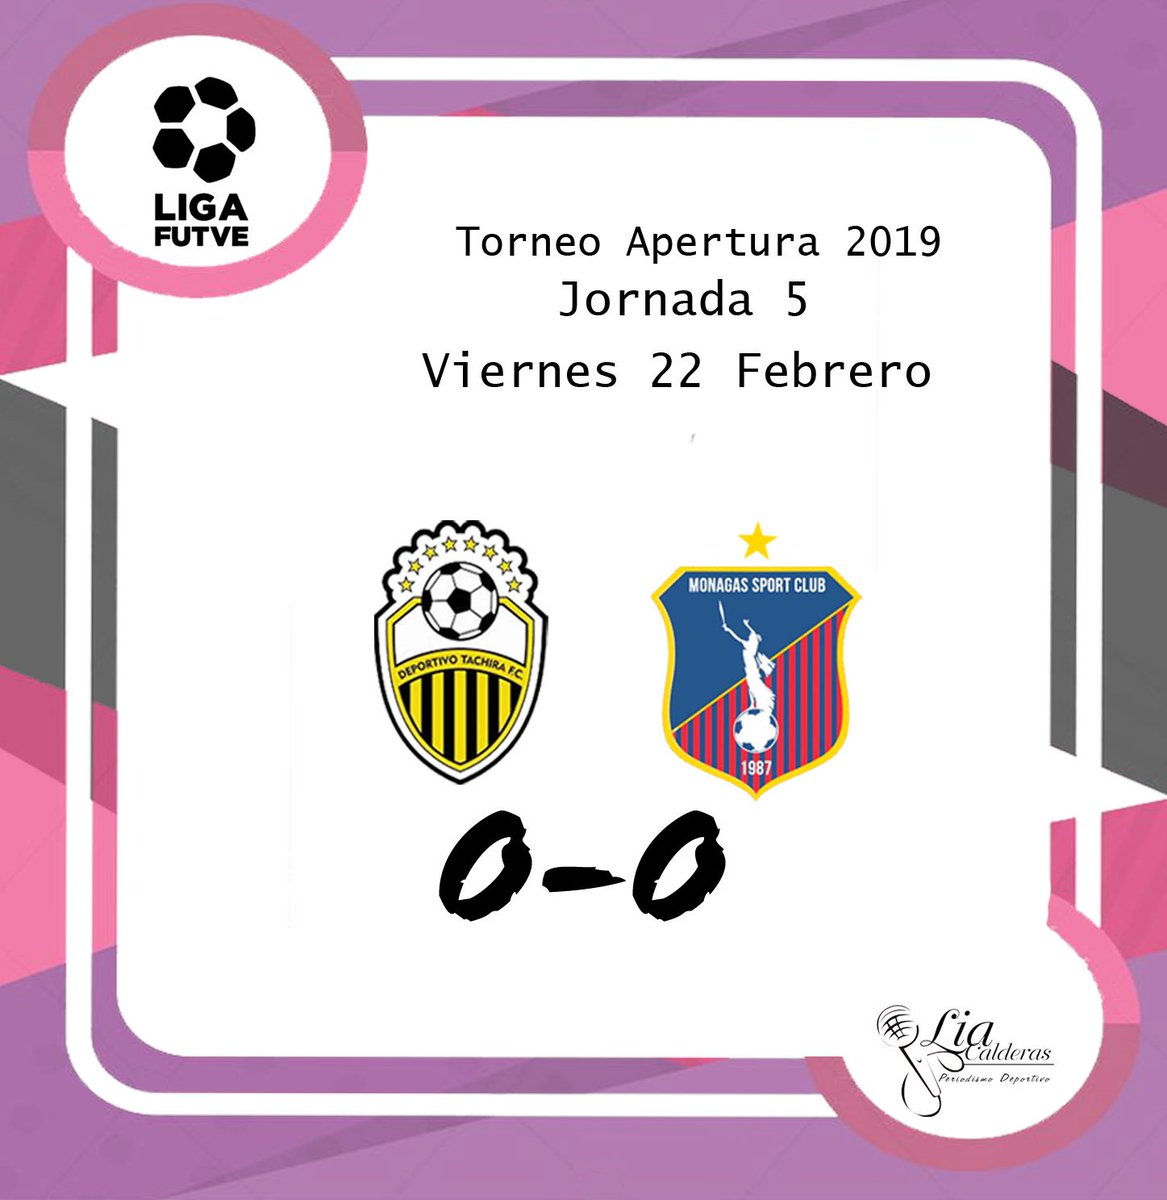 LIGA
FUTVE
Torneo Apertura 2019
Jornada 5
Viernes 22 Febrero
DEPORTIVO TACHIRA F.C.
MONAGAS SPORT CLUB
1987
0-0
Lia
Calderas
Periodismo Deportivo